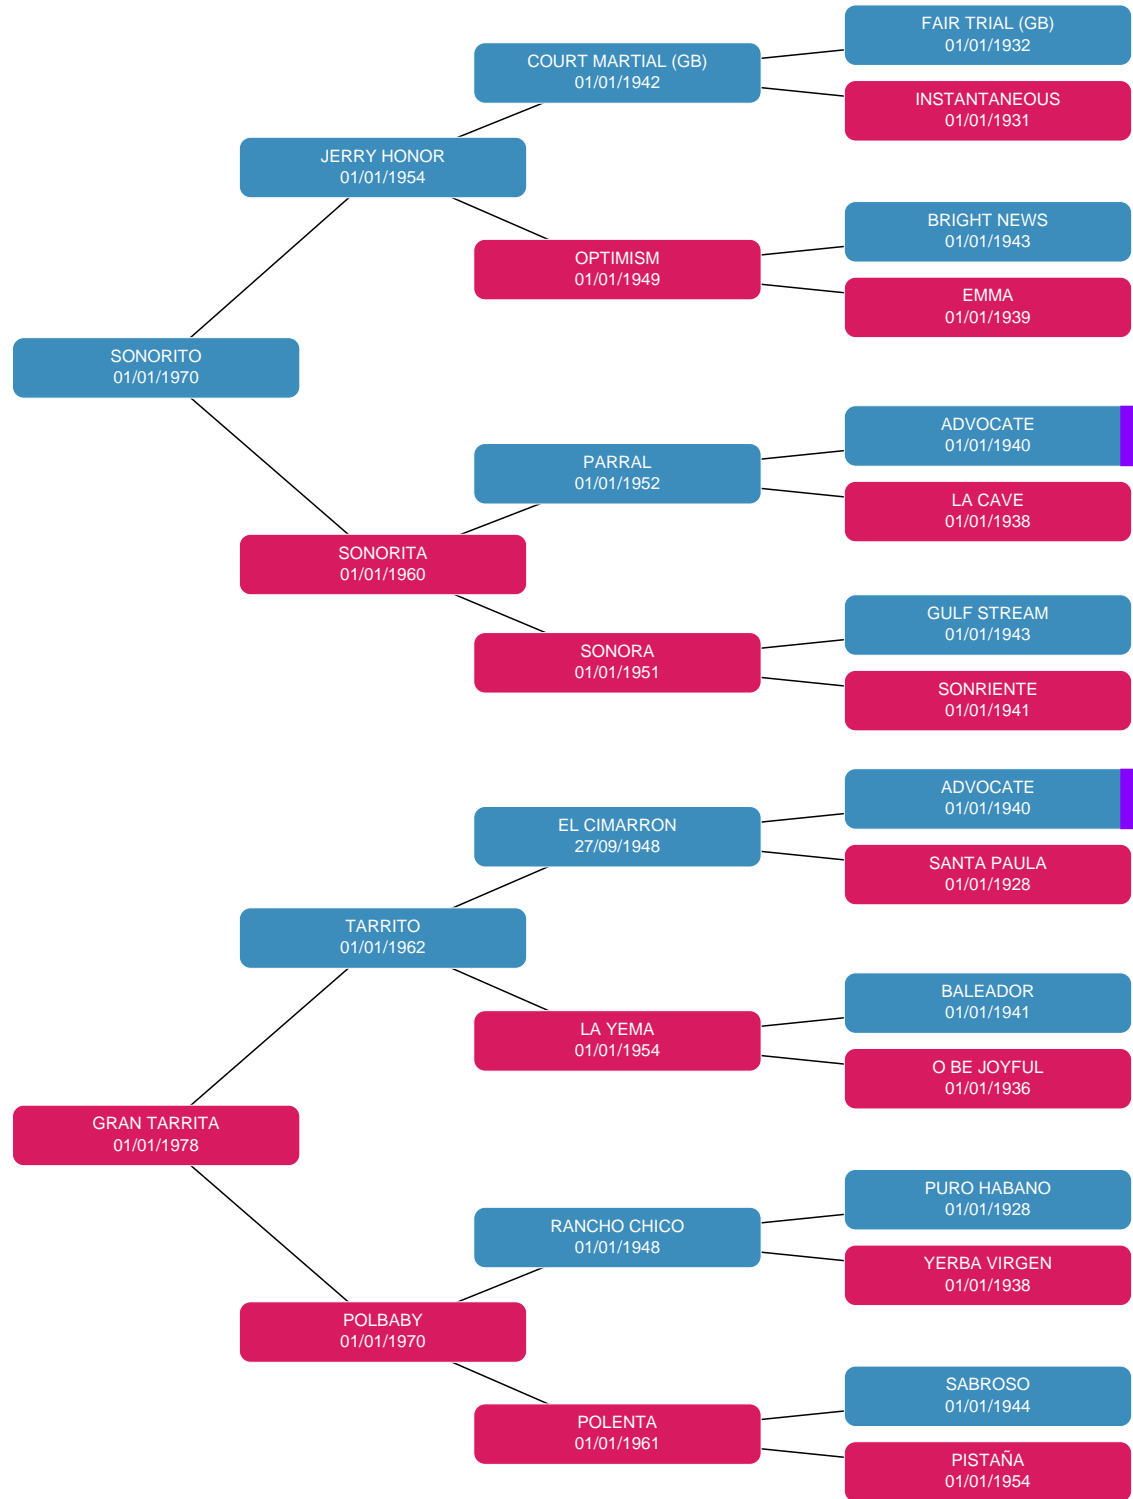 FAIR TRIAL (GB)
01/01/1932
COURT MARTIAL (GB)
01/01/1942
INSTANTANEOUS
01/01/1931
JERRY HONOR
01/01/1954
BRIGHT NEWS
01/01/1943
OPTIMISM
01/01/1949
EMMA
01/01/1939
SONORITO
01/01/1970
ADVOCATE
01/01/1940
PARRAL
01/01/1952
LA CAVE
01/01/1938
SONORITA
01/01/1960
GULF STREAM
01/01/1943
SONORA
01/01/1951
SONRIENTE
01/01/1941
ADVOCATE
01/01/1940
EL CIMARRON
27/09/1948
SANTA PAULA
01/01/1928
TARRITO
01/01/1962
BALEADOR
01/01/1941
LA YEMA
01/01/1954
O BE JOYFUL
01/01/1936
GRAN TARRITA
01/01/1978
PURO HABANO
01/01/1928
RANCHO CHICO
01/01/1948
YERBA VIRGEN
01/01/1938
POLBABY
01/01/1970
SABROSO
01/01/1944
POLENTA
01/01/1961
PISTAÑA
01/01/1954